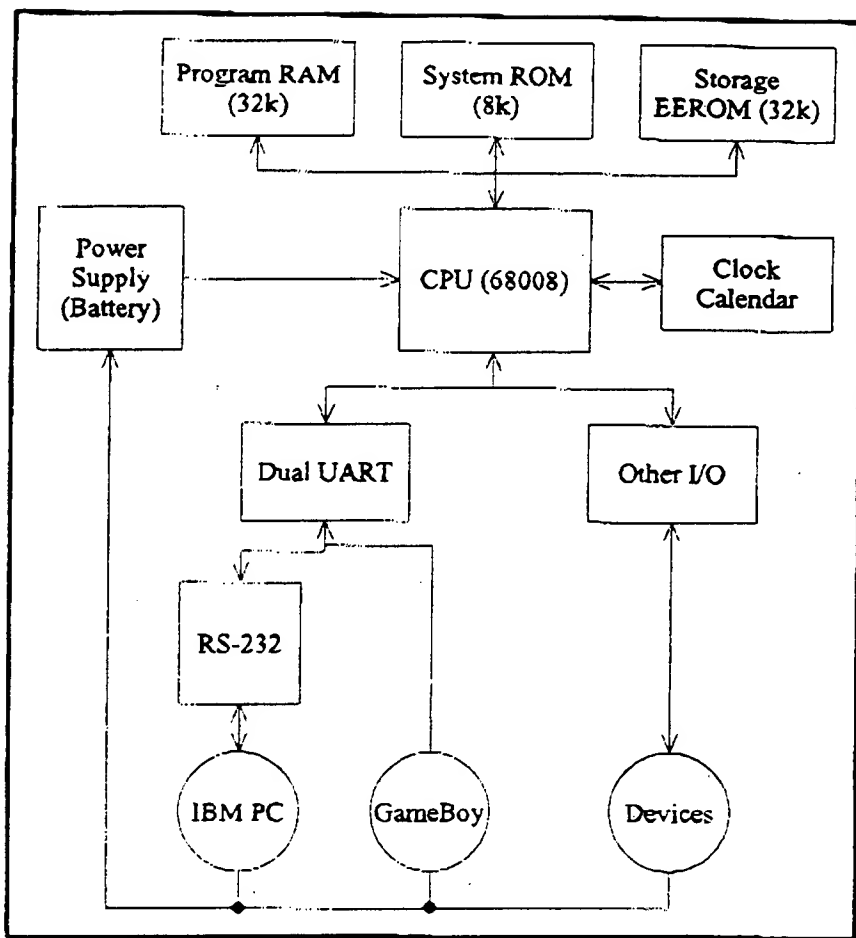 Program RAM
(32k)
System ROM
(8k)
Storage
EEROM (32k)
Power
Supply
(Battery)
CPU (68008)
Clock
Calendar
Dual UART
Other I/O
RS-232
IBM PC
GameBoy
Devices